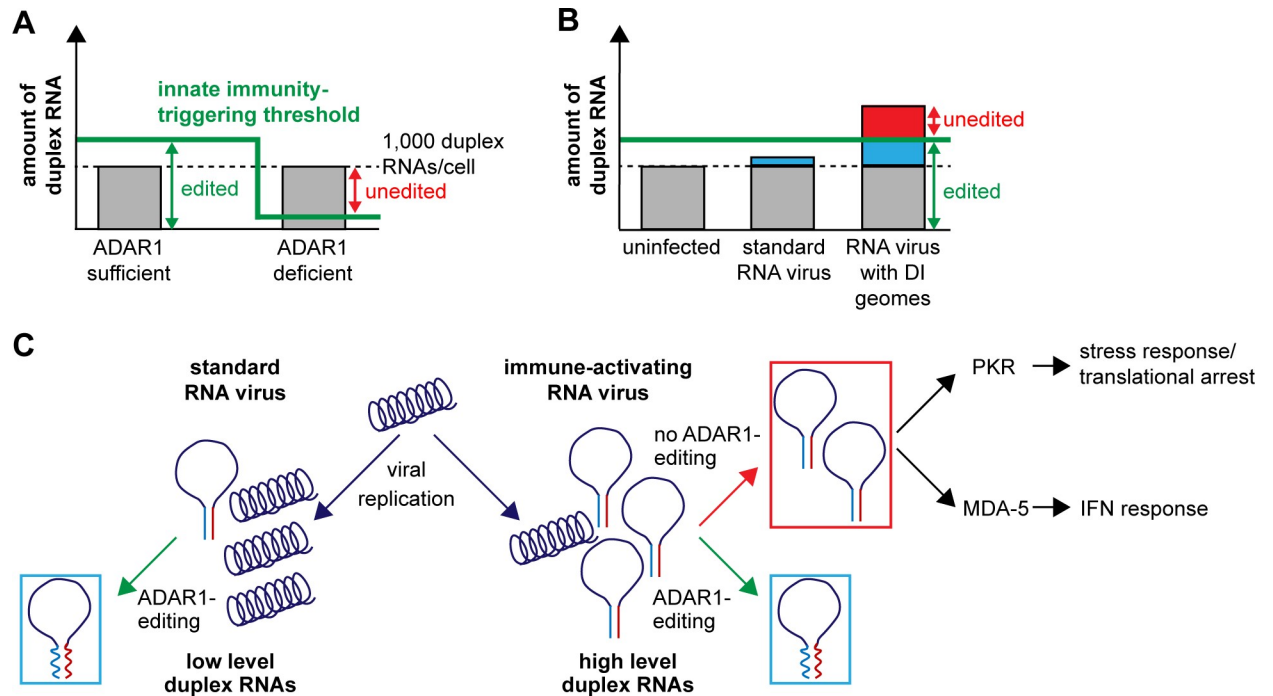 A
amount of
duplex RNA
innate immunity-
triggering threshold
1,000 duplex
RNAs/cell
edited
unedited
ADAR1
sufficient
ADAR1
deficient
B
amount of
duplex RNA
unedited
edited
uninfected
standard
RNA virus
RNA virus
with DI
geomes
C
standard
RNA virus
immune-activating
RNA virus
viral
replication
no ADAR1-
editing
ADAR1-
editing
ADAR1-
editing
low level
duplex RNAs
high level
duplex RNAs
PKR
stress response/
translational arrest
MDA-5
IFN response